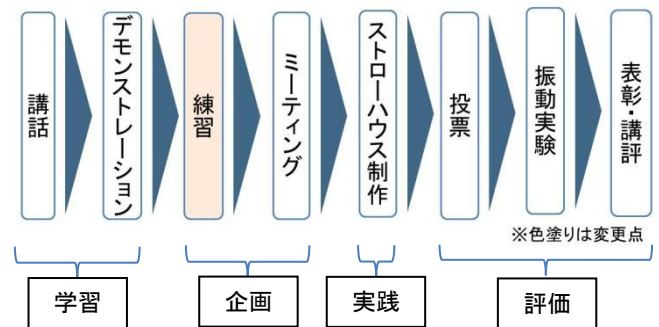 講話
デモンストレーション
練習
ミーティング
ストローハウス制作
投票
振動実験
表彰・講評
※色塗りは変更点
学習
企画
実践
評価